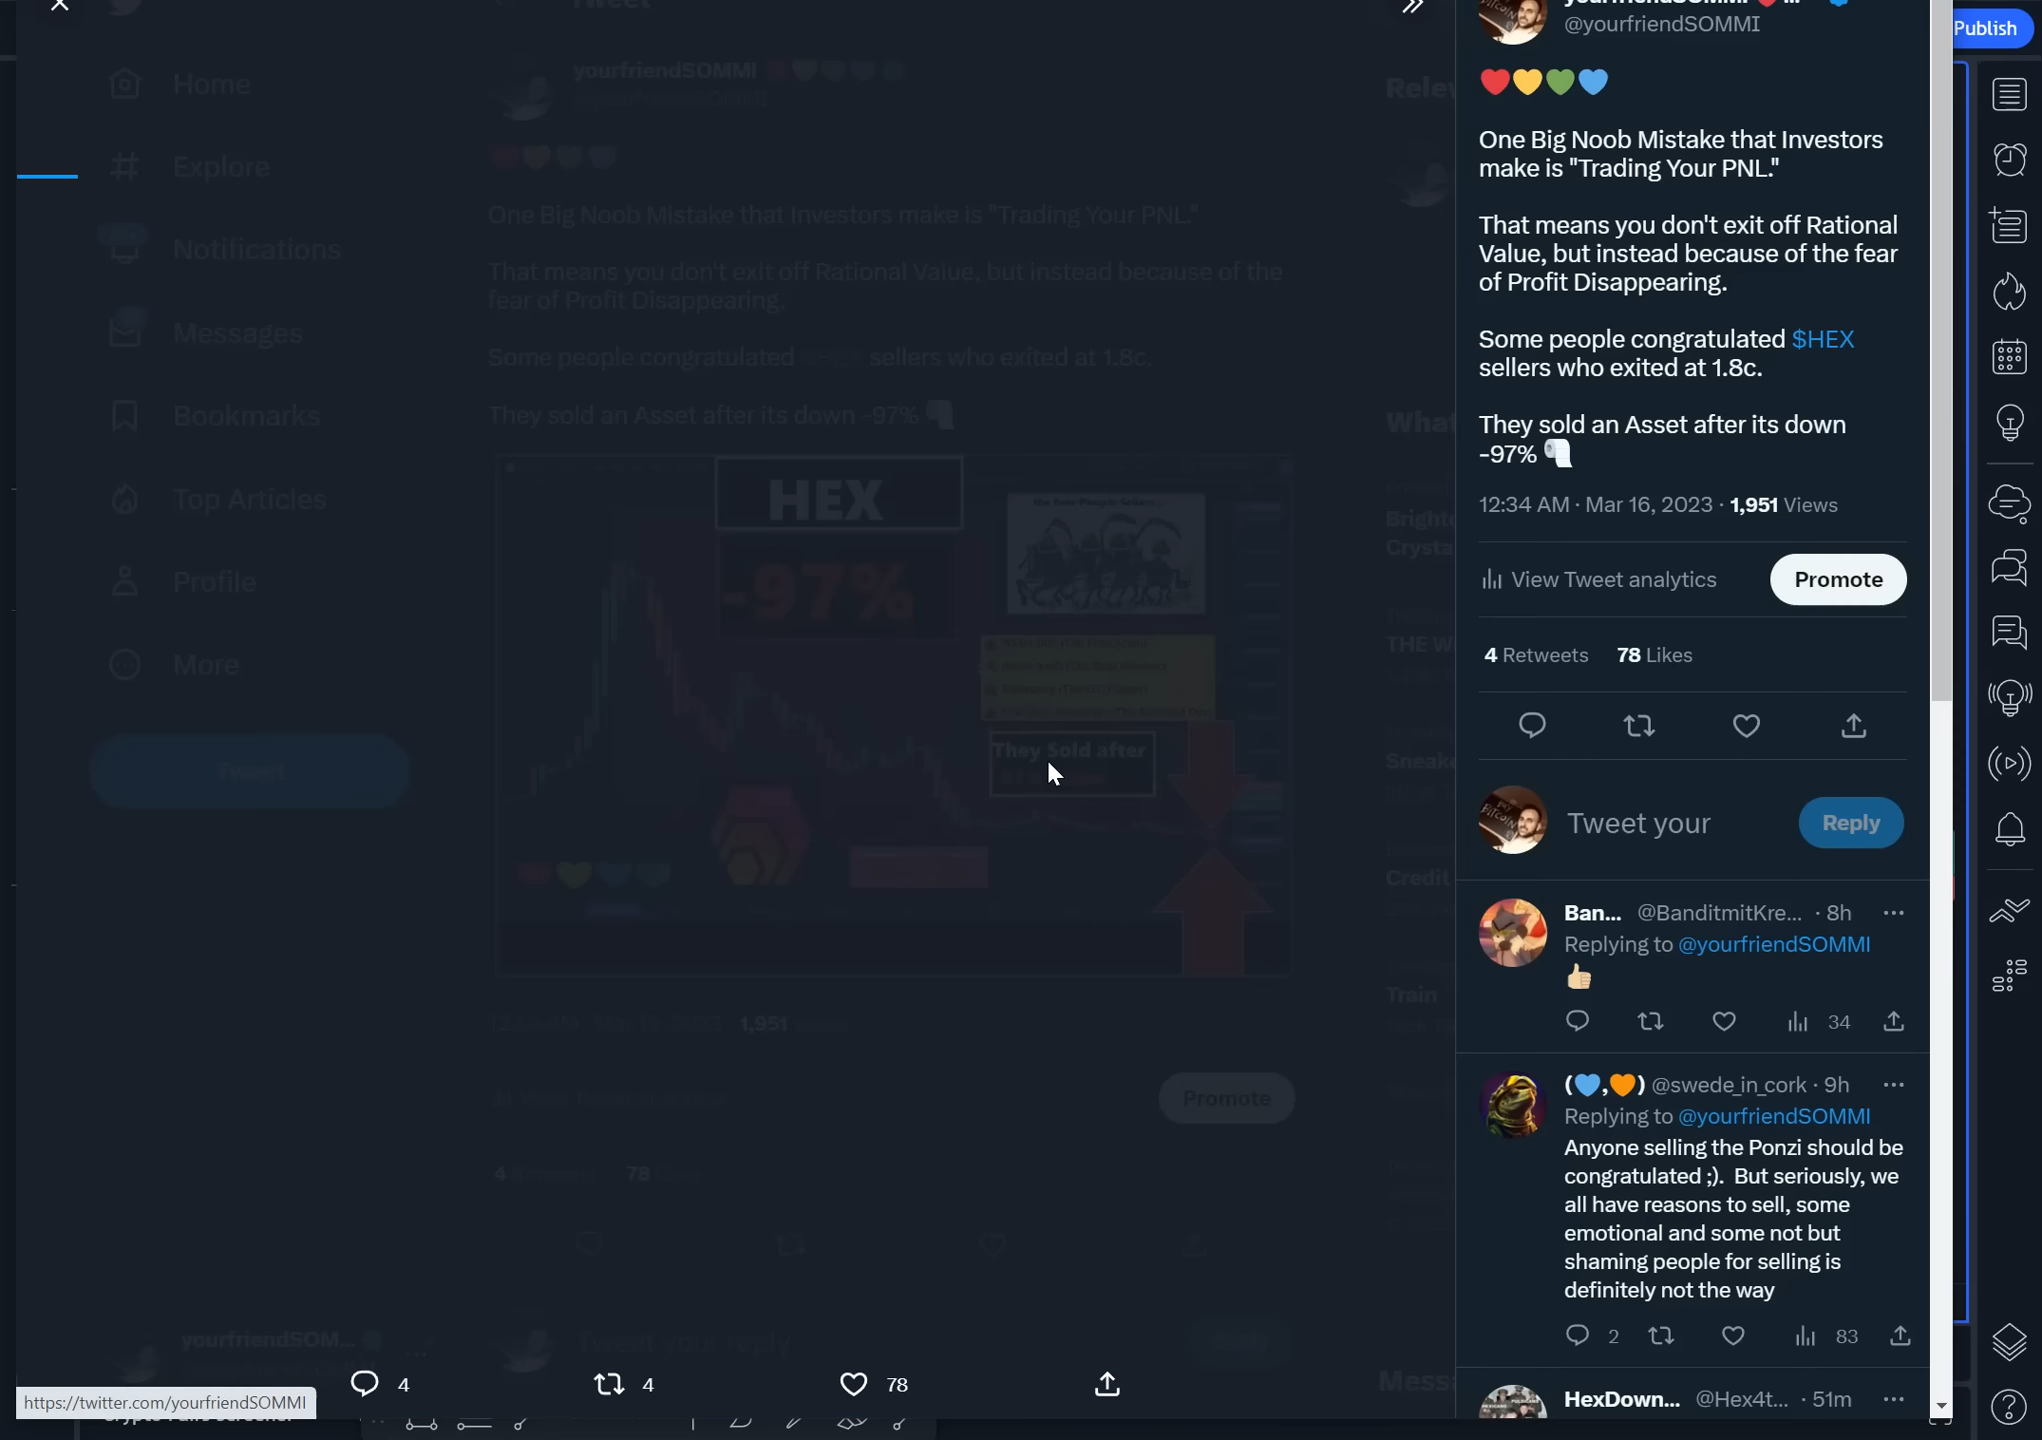 Tweet
yourfriendSOMMI
Home
Explore
Notifications
Messages
Bookmarks
Top Articles
Profile
More
Tweet
One Big Noob Mistake that Investors make is "Trading Your PNL."
That means you don't exit off Rational Value, but instead because of the
fear of Profit Disappearing.
Some people congratulated sellers who exited at 1.8c.
They sold an Asset after its down -97%
HEX
-97%
They Sold after
1,951
Promote
4
78
Tweet your reply
yourfriendSOM...
4
4
78
https://twitter.com/yourfriendSOMMI
@yourfriendSOMMI
One Big Noob Mistake that Investors
make is "Trading Your PNL."
That means you don't exit off Rational
Value, but instead because of the fear
of Profit Disappearing.
Some people congratulated $HEX
sellers who exited at 1.8c.
They sold an Asset after its down
-97%
12:34 AM · Mar 16, 2023 · 1,951 Views
View Tweet analytics
Promote
4 Retweets 78 Likes
Tweet your
Reply
Ban... @BanditmitKre... · 8h
Replying to @yourfriendSOMMI
34
@swede_in_cork · 9h
Replying to @yourfriendSOMMI
Anyone selling the Ponzi should be
congratulated ;). But seriously, we
all have reasons to sell, some
emotional and some not but
shaming people for selling is
definitely not the way
2
83
HexDown... @Hex4t... · 51m
Publish